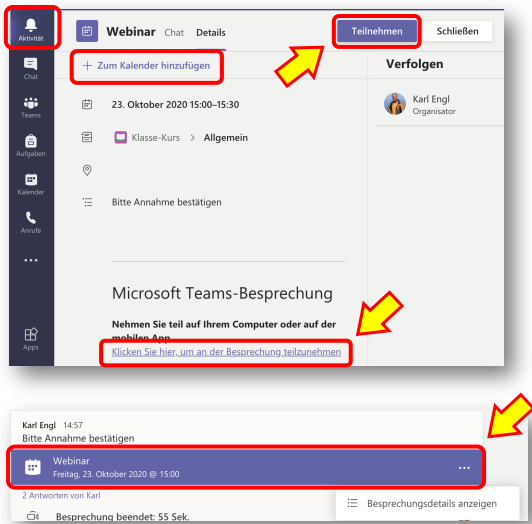 Aktivität
Chat
Teams
Aufgaben
Kalender
Anrufe
Apps
Webinar Chat Details
Teilnehmen
Schließen
+ Zum Kalender hinzufügen
Verfolgen
23. Oktober 2020 15:00–15:30
Karl Engl
Organisator
Klasse-Kurs > Allgemein
Bitte Annahme bestätigen
Microsoft Teams-Besprechung
Nehmen Sie teil auf Ihrem Computer oder auf der
mobilen App
Klicken Sie hier, um an der Besprechung teilzunehmen
Karl Engl 14:57
Bitte Annahme bestätigen
Webinar
Freitag, 23. Oktober 2020 @ 15:00
2 Antworten von Karl
Besprechungsdetails anzeigen
Besprechung beendet: 55 Sek.